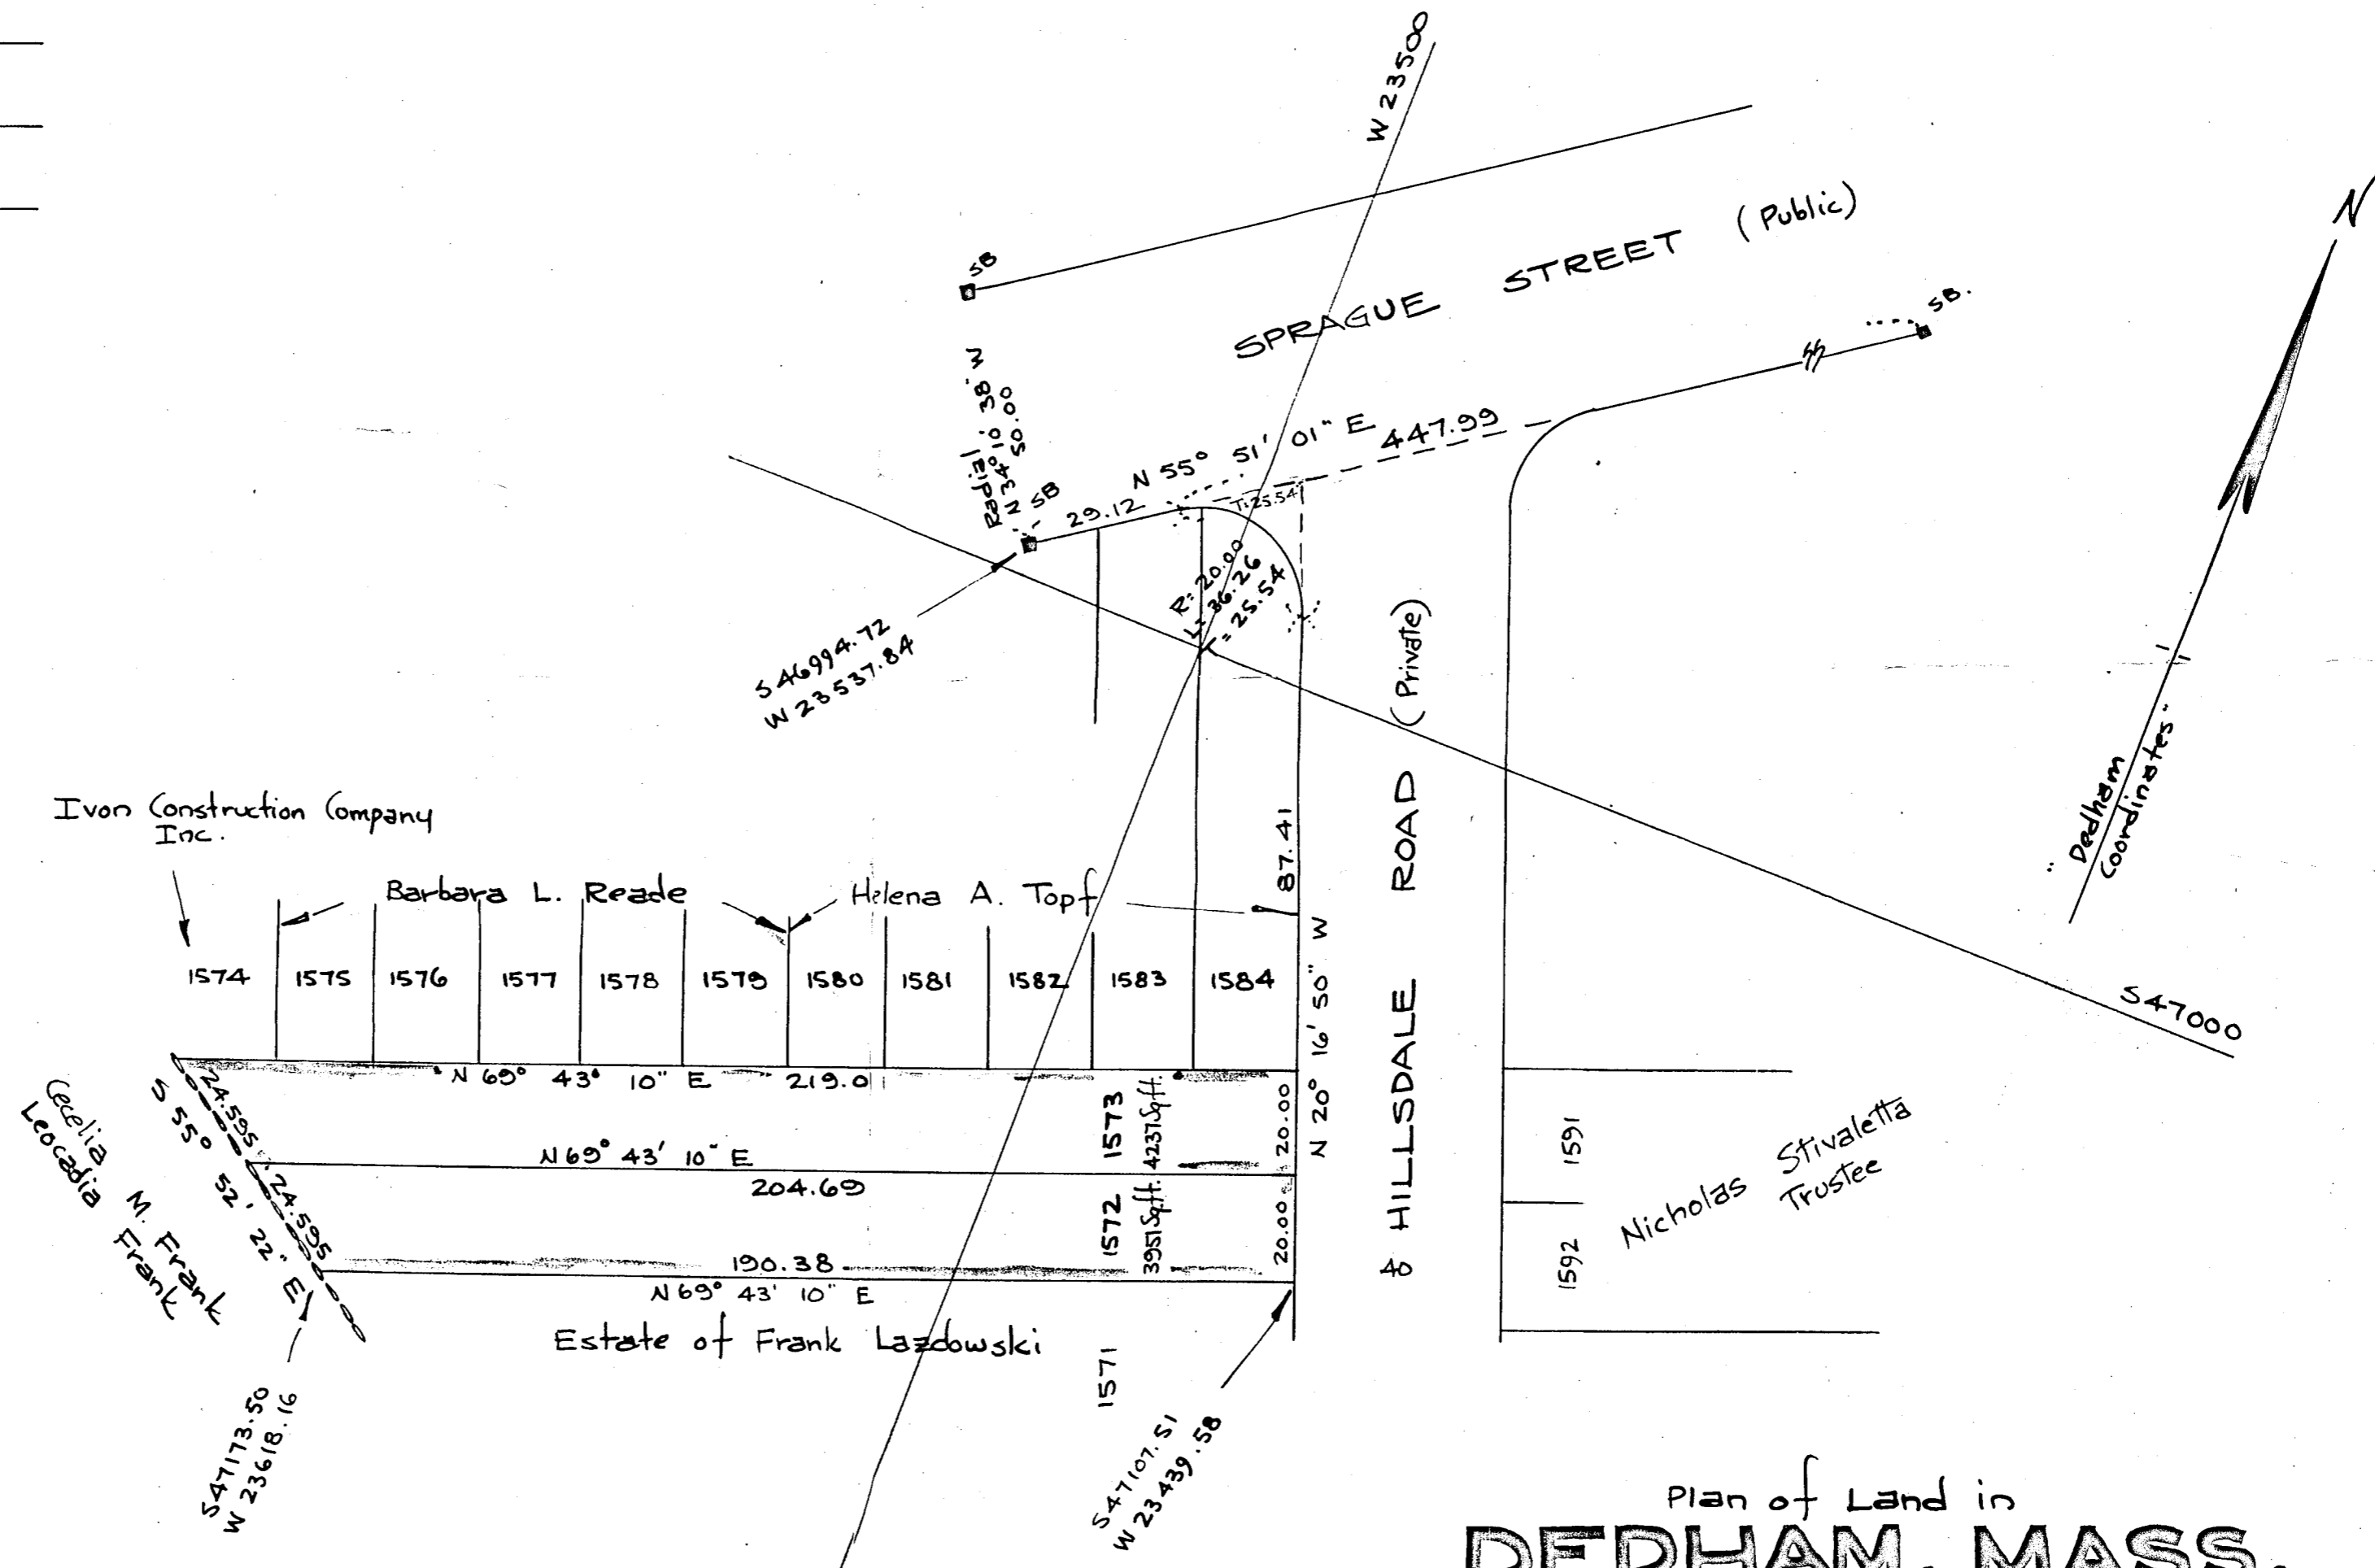 W 23500
N
SPRAGUE STREET (Public)
SB
SB.
Radial
N 34° 10' 38" W
50.00
SB
29.12
N 55° 51' 01" E
447.99
T=25.54
R= 20.00
L= 36.26
T= 25.54
S 46994.72
W 23537.84
"Dedham
Coordinates"
S 47000
HILLSDALE ROAD (Private)
87.41
N 20° 16' 50" W
Ivon Construction Company
Inc.
Barbara L. Reade
Helena A. Topf
1574 1575 1576 1577 1578 1579 1580 1581 1582 1583 1584
N 69° 43' 10" E 219.01
1573
4237 Sq.ft.
20.00
N 69° 43' 10" E
204.69
1572
3951 Sq.ft.
20.00
190.38
N 69° 43' 10" E
24.595
24.595
S 55° 52' 22" E
Cecelia M. Frank
Leocadia Frank
Estate of Frank Lazdowski
1571
1591
1592
Nicholas Stivaletta
Trustee
S 47173.50
W 23618.16
S 47107.51
W 23439.58
Plan of Land in
DEDHAM, MASS.